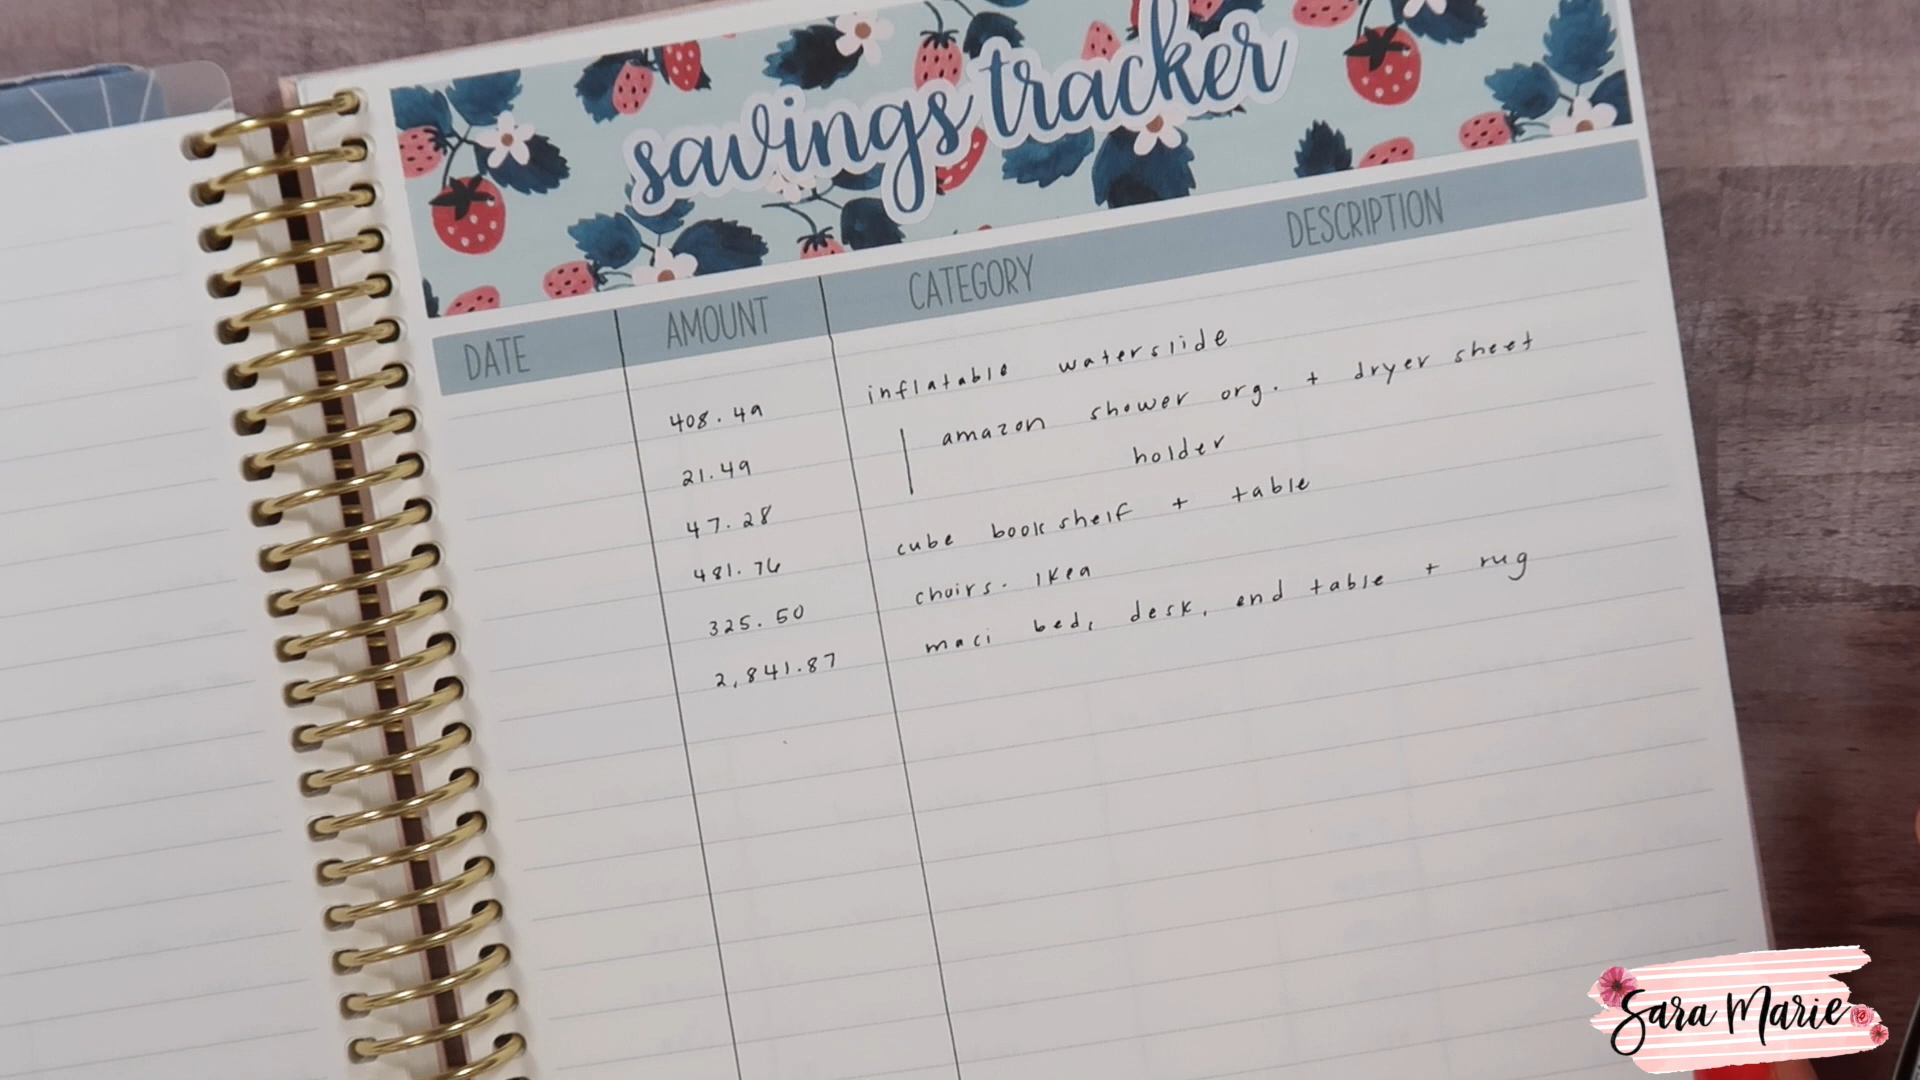 savings tracker
DATE AMOUNT CATEGORY DESCRIPTION
408.49 inflatable waterslide
21.49 amazon shower org. + dryer sheet
47.28 holder
481.76 cube bookshelf + table
325.50 chairs. Ikea
2,841.87 maci bed, desk, end table + rug
Sara Marie